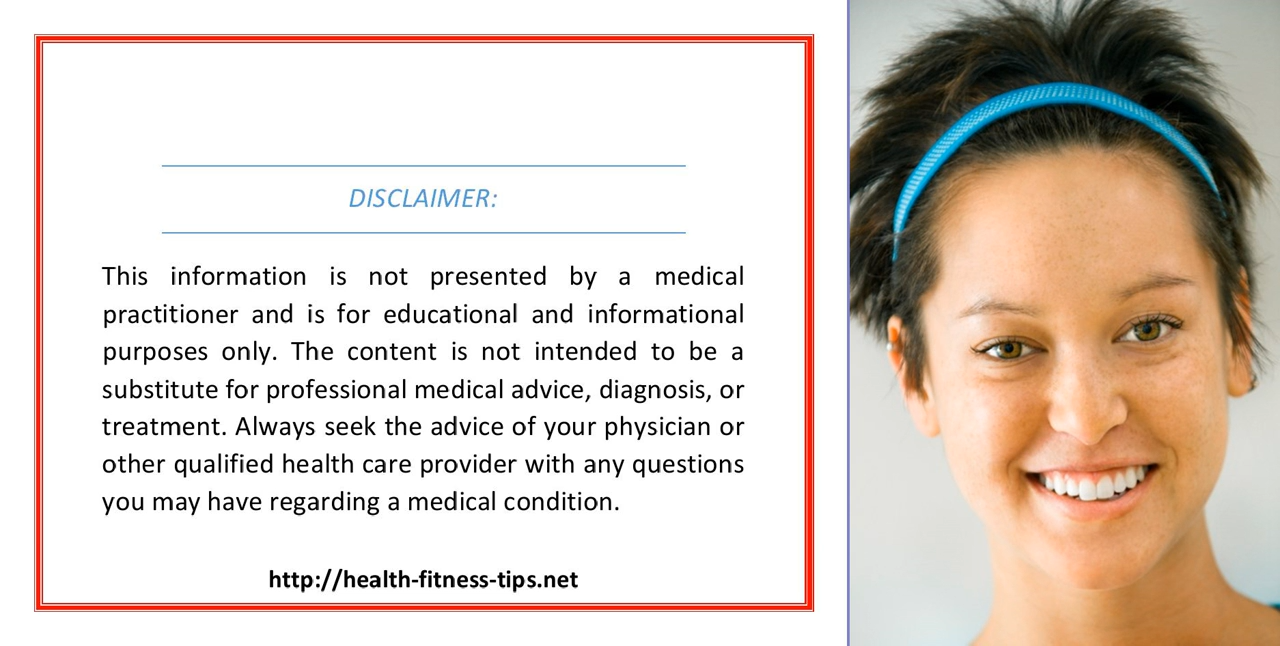 DISCLAIMER:
This information is not presented by a medical
practitioner and is for educational and informational
purposes only. The content is not intended to be a
substitute for professional medical advice, diagnosis, or
treatment. Always seek the advice of your physician or
other qualified health care provider with any questions
you may have regarding a medical condition.
http://health-fitness-tips.net